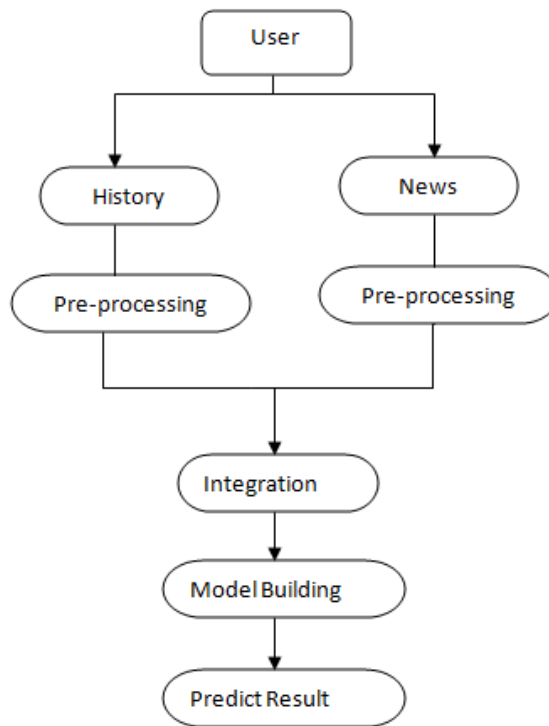 User
History
News
Pre-processing
Pre-processing
Integration
Model Building
Predict Result